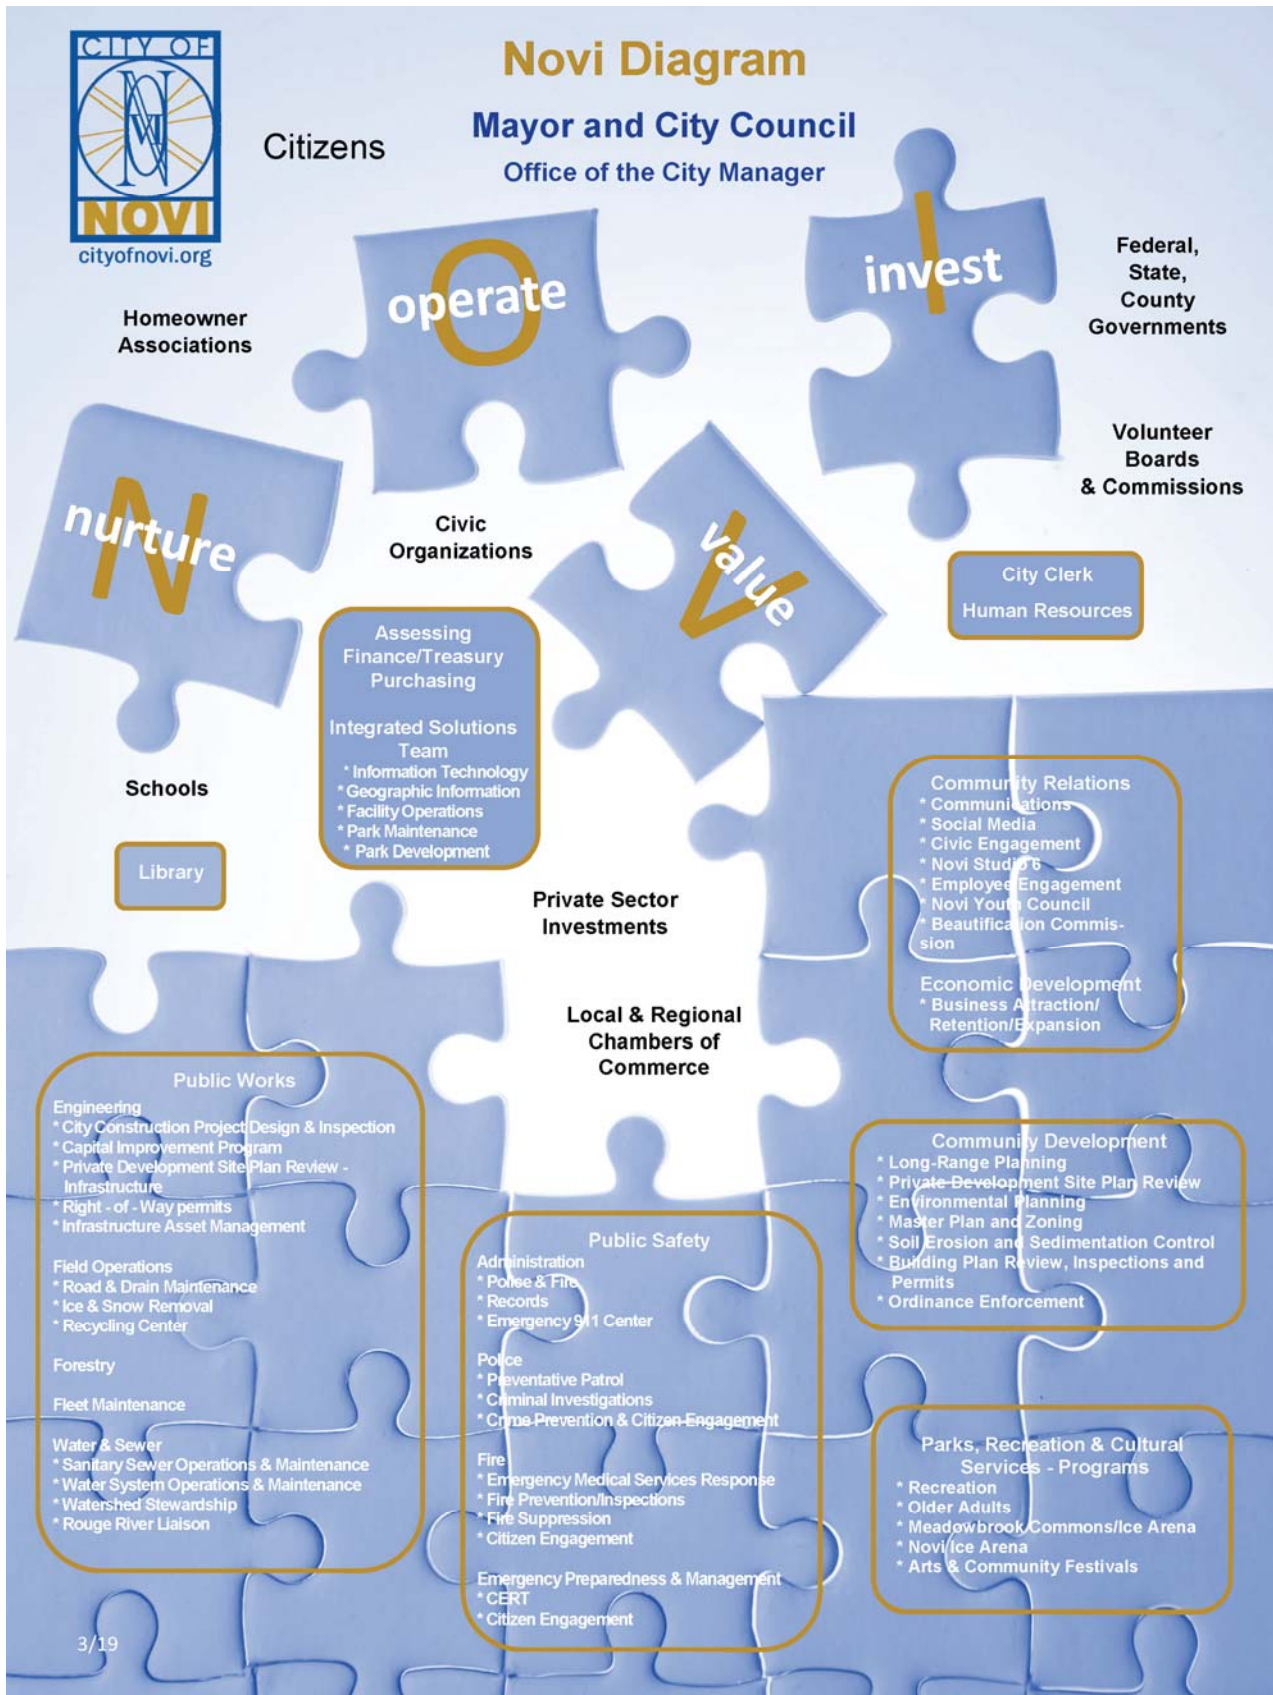 CITY OF
NOVI
cityofnovi.org
Novi Diagram
Mayor and City Council
Office of the City Manager
Citizens
operate
O
invest
I
Federal,
State,
County
Governments
Homeowner
Associations
Volunteer
Boards
& Commissions
nurture
N
Civic
Organizations
value
V
City Clerk
Human Resources
Assessing
Finance/Treasury
Purchasing
Integrated Solutions
Team
* Information Technology
* Geographic Information
* Facility Operations
* Park Maintenance
* Park Development
Schools
Library
Private Sector
Investments
Local & Regional
Chambers of
Commerce
Community Relations
* Communications
* Social Media
* Civic Engagement
* Novi Studio 6
* Employee Engagement
* Novi Youth Council
* Beautification Commis-
sion
Economic Development
* Business Attraction/
Retention/Expansion
Public Works
Engineering
* City Construction Project Design & Inspection
* Capital Improvement Program
* Private Development Site Plan Review -
Infrastructure
* Right - of - Way permits
* Infrastructure Asset Management
Field Operations
* Road & Drain Maintenance
* Ice & Snow Removal
* Recycling Center
Forestry
Fleet Maintenance
Water & Sewer
* Sanitary Sewer Operations & Maintenance
* Water System Operations & Maintenance
* Watershed Stewardship
* Rouge River Liaison
Public Safety
Administration
* Police & Fire
* Records
* Emergency 911 Center
Police
* Preventative Patrol
* Criminal Investigations
* Crime Prevention & Citizen Engagement
Fire
* Emergency Medical Services Response
* Fire Prevention/Inspections
* Fire Suppression
* Citizen Engagement
Emergency Preparedness & Management
* CERT
* Citizen Engagement
Community Development
* Long-Range Planning
* Private Development Site Plan Review
* Environmental Planning
* Master Plan and Zoning
* Soil Erosion and Sedimentation Control
* Building Plan Review, Inspections and
Permits
* Ordinance Enforcement
Parks, Recreation & Cultural
Services - Programs
* Recreation
* Older Adults
* Meadowbrook Commons/Ice Arena
* Novi Ice Arena
* Arts & Community Festivals
3/19